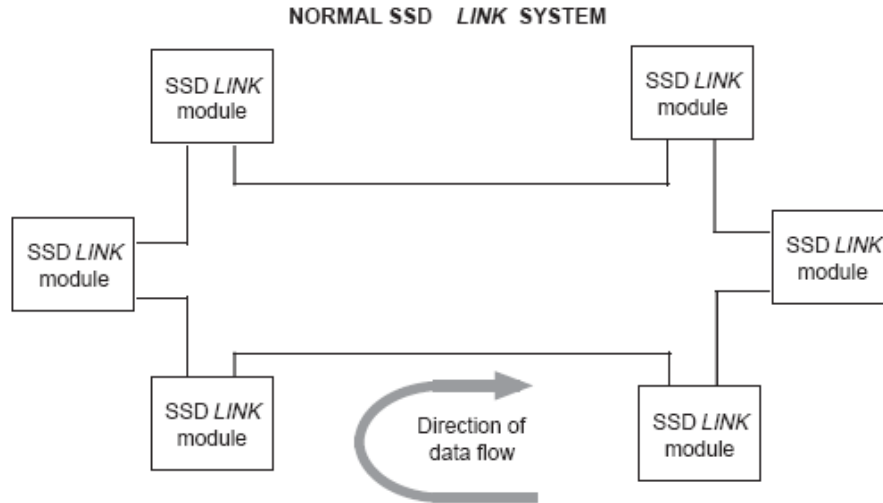 NORMAL SSD LINK SYSTEM
SSD LINK
module
SSD LINK
module
SSD LINK
module
SSD LINK
module
SSD LINK
module
Direction of
data flow
SSD LINK
module